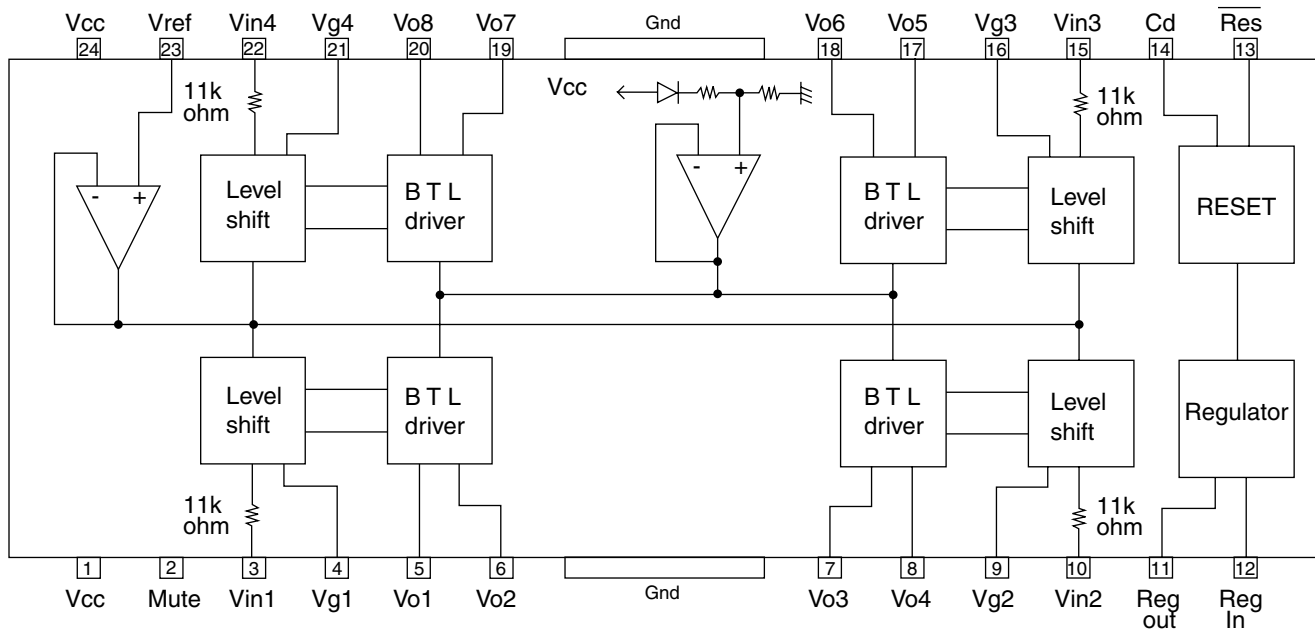 Vcc Vref Vin4 Vg4 Vo8 Vo7 Gnd Vo6 Vo5 Vg3 Vin3 Cd Res
24 23 22 21 20 19 18 17 16 15 14 13
11k
ohm
Vcc
11k
ohm
- +
Level
shift
B T L
driver
- +
B T L
driver
Level
shift
RESET
Level
shift
B T L
driver
B T L
driver
Level
shift
Regulator
11k
ohm
11k
ohm
1 2 3 4 5 6 7 8 9 10 11 12
Vcc Mute Vin1 Vg1 Vo1 Vo2 Gnd Vo3 Vo4 Vg2 Vin2 Reg
out
Reg
In